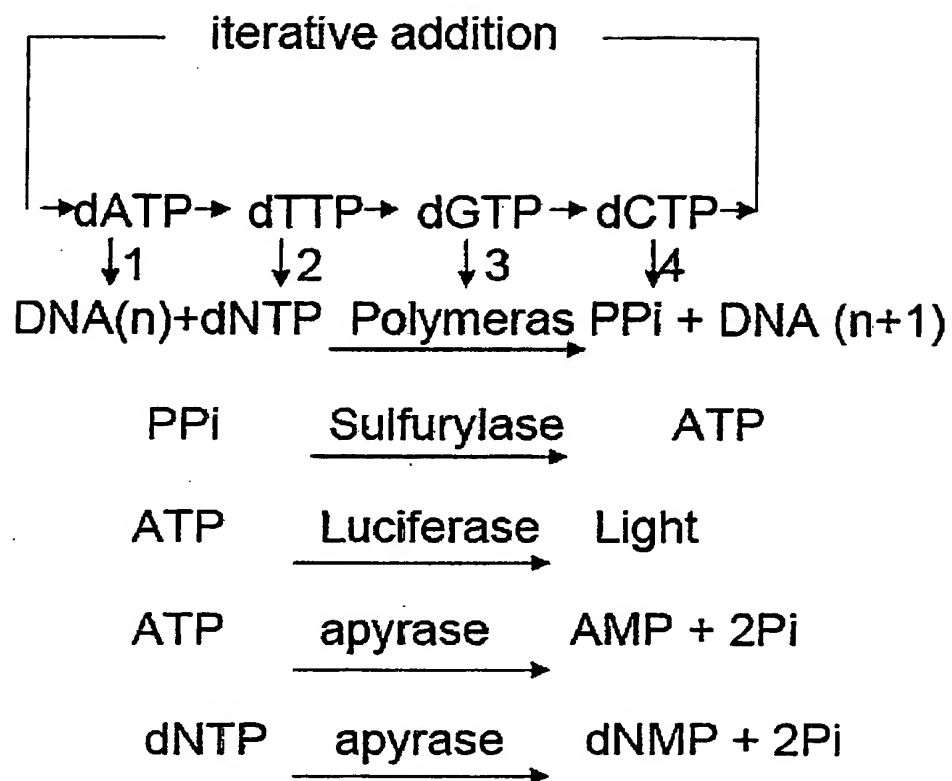 iterative addition
dATP dTTP dGTP dCTP
1 2 3 4
DNA(n)+dNTP Polymeras PPi + DNA (n+1)
PPi Sulfurylase ATP
ATP Luciferase Light
ATP apyrase AMP + 2Pi
dNTP apyrase dNMP + 2Pi